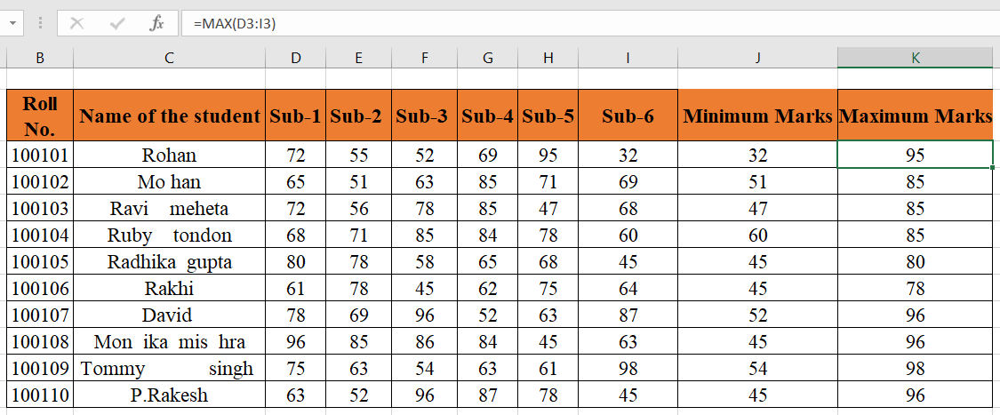 fx =MAX(D3:I3)
B C D E F G H I J K
Roll No. Name of the student Sub-1 Sub-2 Sub-3 Sub-4 Sub-5 Sub-6 Minimum Marks Maximum Marks
100101 Rohan 72 55 52 69 95 32 32 95
100102 Mo han 65 51 63 85 71 69 51 85
100103 Ravi meheta 72 56 78 85 47 68 47 85
100104 Ruby tondon 68 71 85 84 78 60 60 85
100105 Radhika gupta 80 78 58 65 68 45 45 80
100106 Rakhi 61 78 45 62 75 64 45 78
100107 David 78 69 96 52 63 87 52 96
100108 Mon ika mis hra 96 85 86 84 45 63 45 96
100109 Tommy singh 75 63 54 63 61 98 54 98
100110 P.Rakesh 63 52 96 87 78 45 45 96